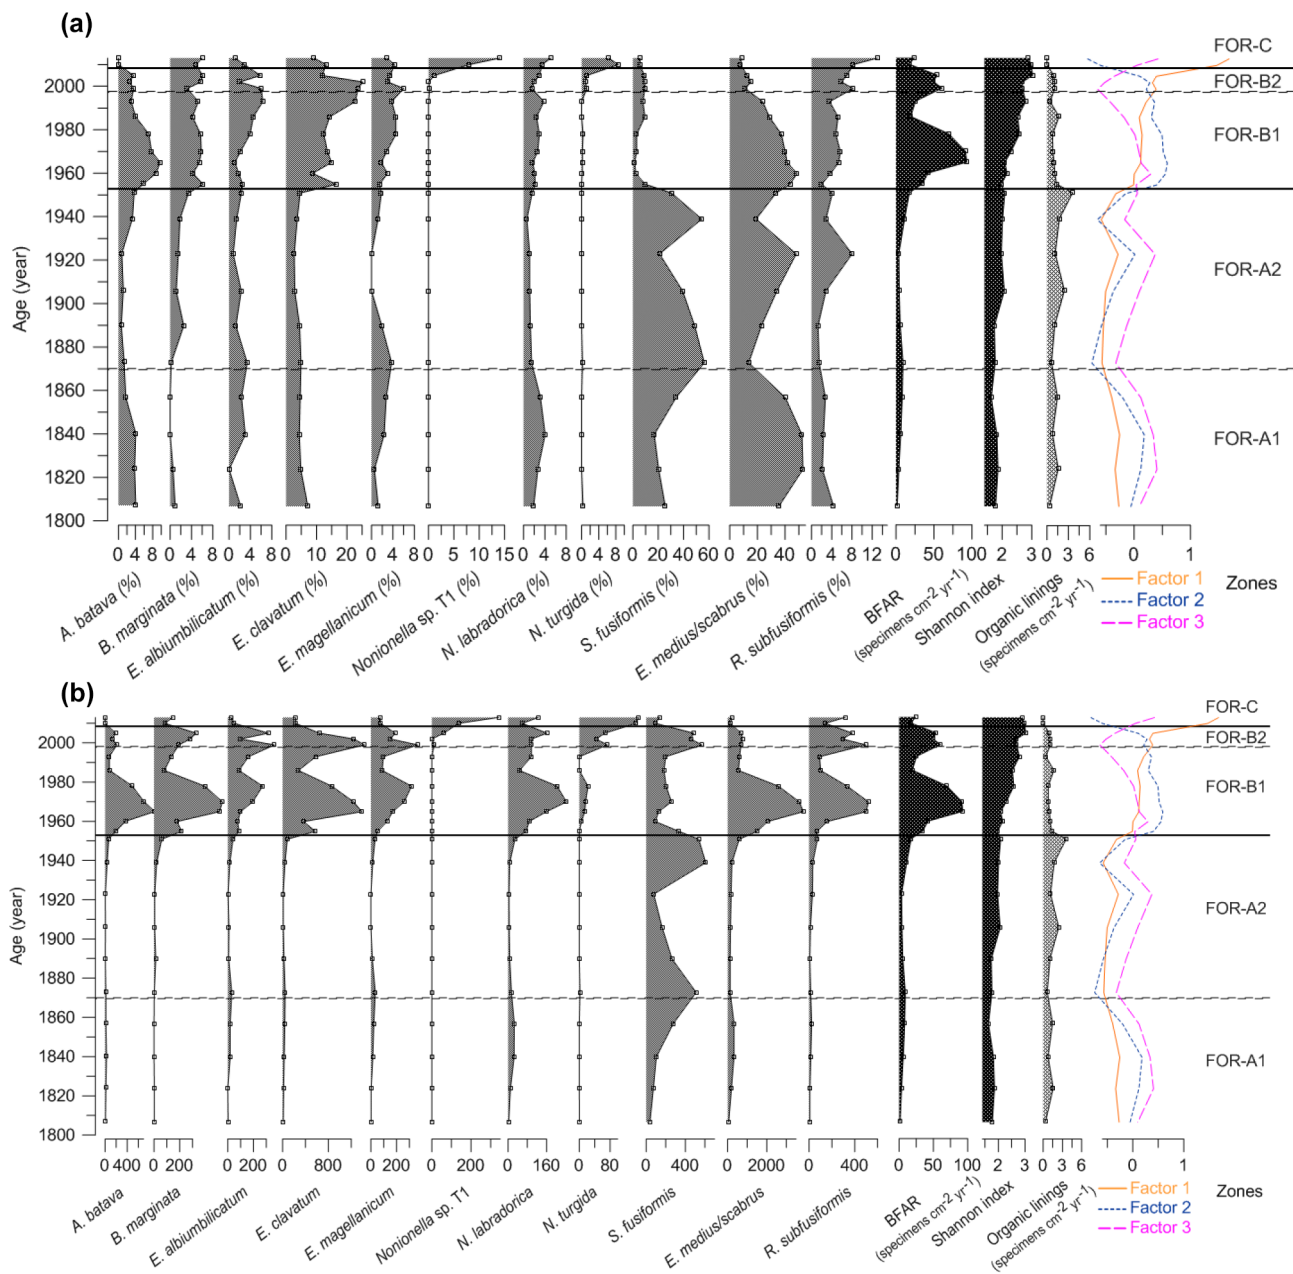 (a)
FOR-C
FOR-B2
FOR-B1
FOR-A2
FOR-A1
Age (year)
2000
1980
1960
1940
1920
1900
1880
1860
1840
1820
1800
0 4 8 0 4 8 0 4 8 0 10 20 0 4 8 0 5 10 15 0 4 8 0 4 8 0 20 40 60 0 20 40 0 4 8 12 0 50 100 2 3 0 3 6 0 1
A. batava (%)
B. marginata (%)
E. albiumbilicatum (%)
E. clavatum (%)
E. magellanicum (%)
Nonionella sp. T1 (%)
N. labradorica (%)
N. turgida (%)
S. fusiformis (%)
E. medius/scabrus (%)
R. subfusiformis (%)
BFAR
(specimens cm-2 yr-1)
Shannon index
Organic linings
(specimens cm-2 yr-1)
Factor 1
Factor 2
Factor 3
Zones
(b)
FOR-C
FOR-B2
FOR-B1
FOR-A2
FOR-A1
Age (year)
2000
1980
1960
1940
1920
1900
1880
1860
1840
1820
1800
0 400 0 200 0 200 0 800 0 200 0 200 0 160 0 80 0 400 0 2000 0 400 0 50 100 2 3 0 3 6 0 1
A. batava
B. marginata
E. albiumbilicatum
E. clavatum
E. magellanicum
Nonionella sp. T1
N. labradorica
N. turgida
S. fusiformis
E. medius/scabrus
R. subfusiformis
BFAR
(specimens cm-2 yr-1)
Shannon index
Organic linings
(specimens cm-2 yr-1)
Factor 1
Factor 2
Factor 3
Zones